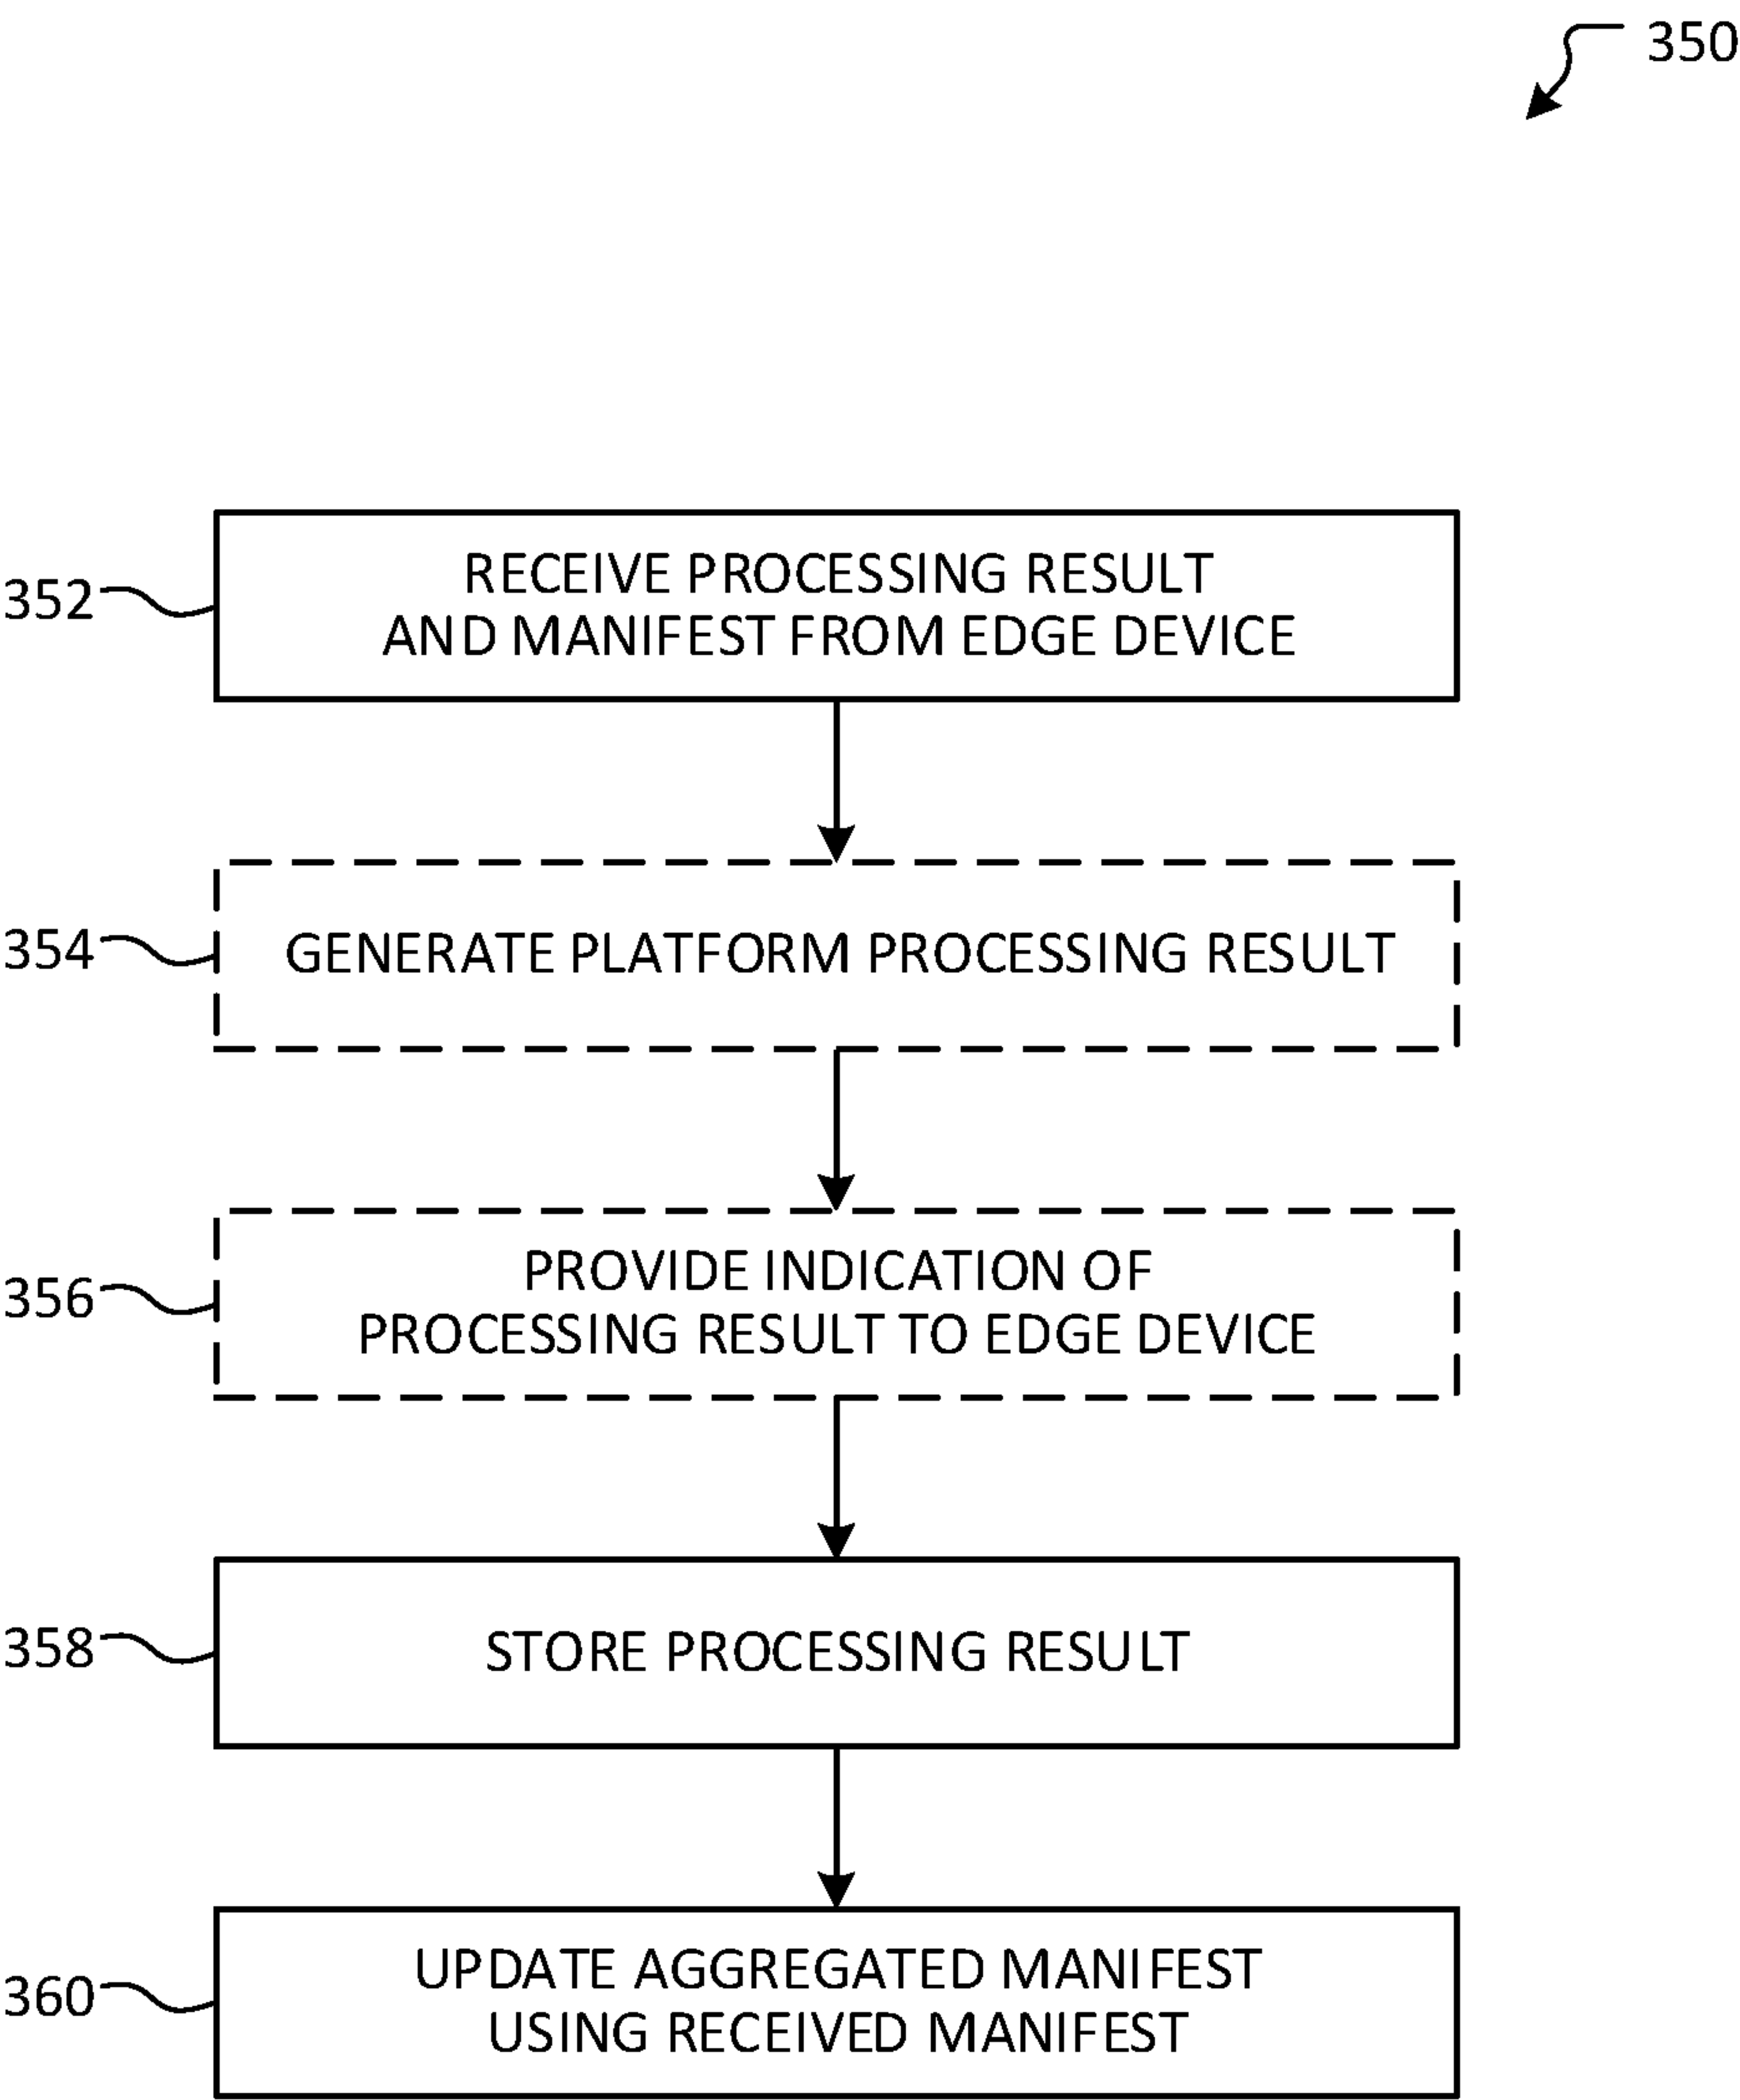 350
352
RECEIVE PROCESSING RESULT
AND MANIFEST FROM EDGE DEVICE
354
GENERATE PLATFORM PROCESSING RESULT
356
PROVIDE INDICATION OF
PROCESSING RESULT TO EDGE DEVICE
358
STORE PROCESSING RESULT
360
UPDATE AGGREGATED MANIFEST
USING RECEIVED MANIFEST